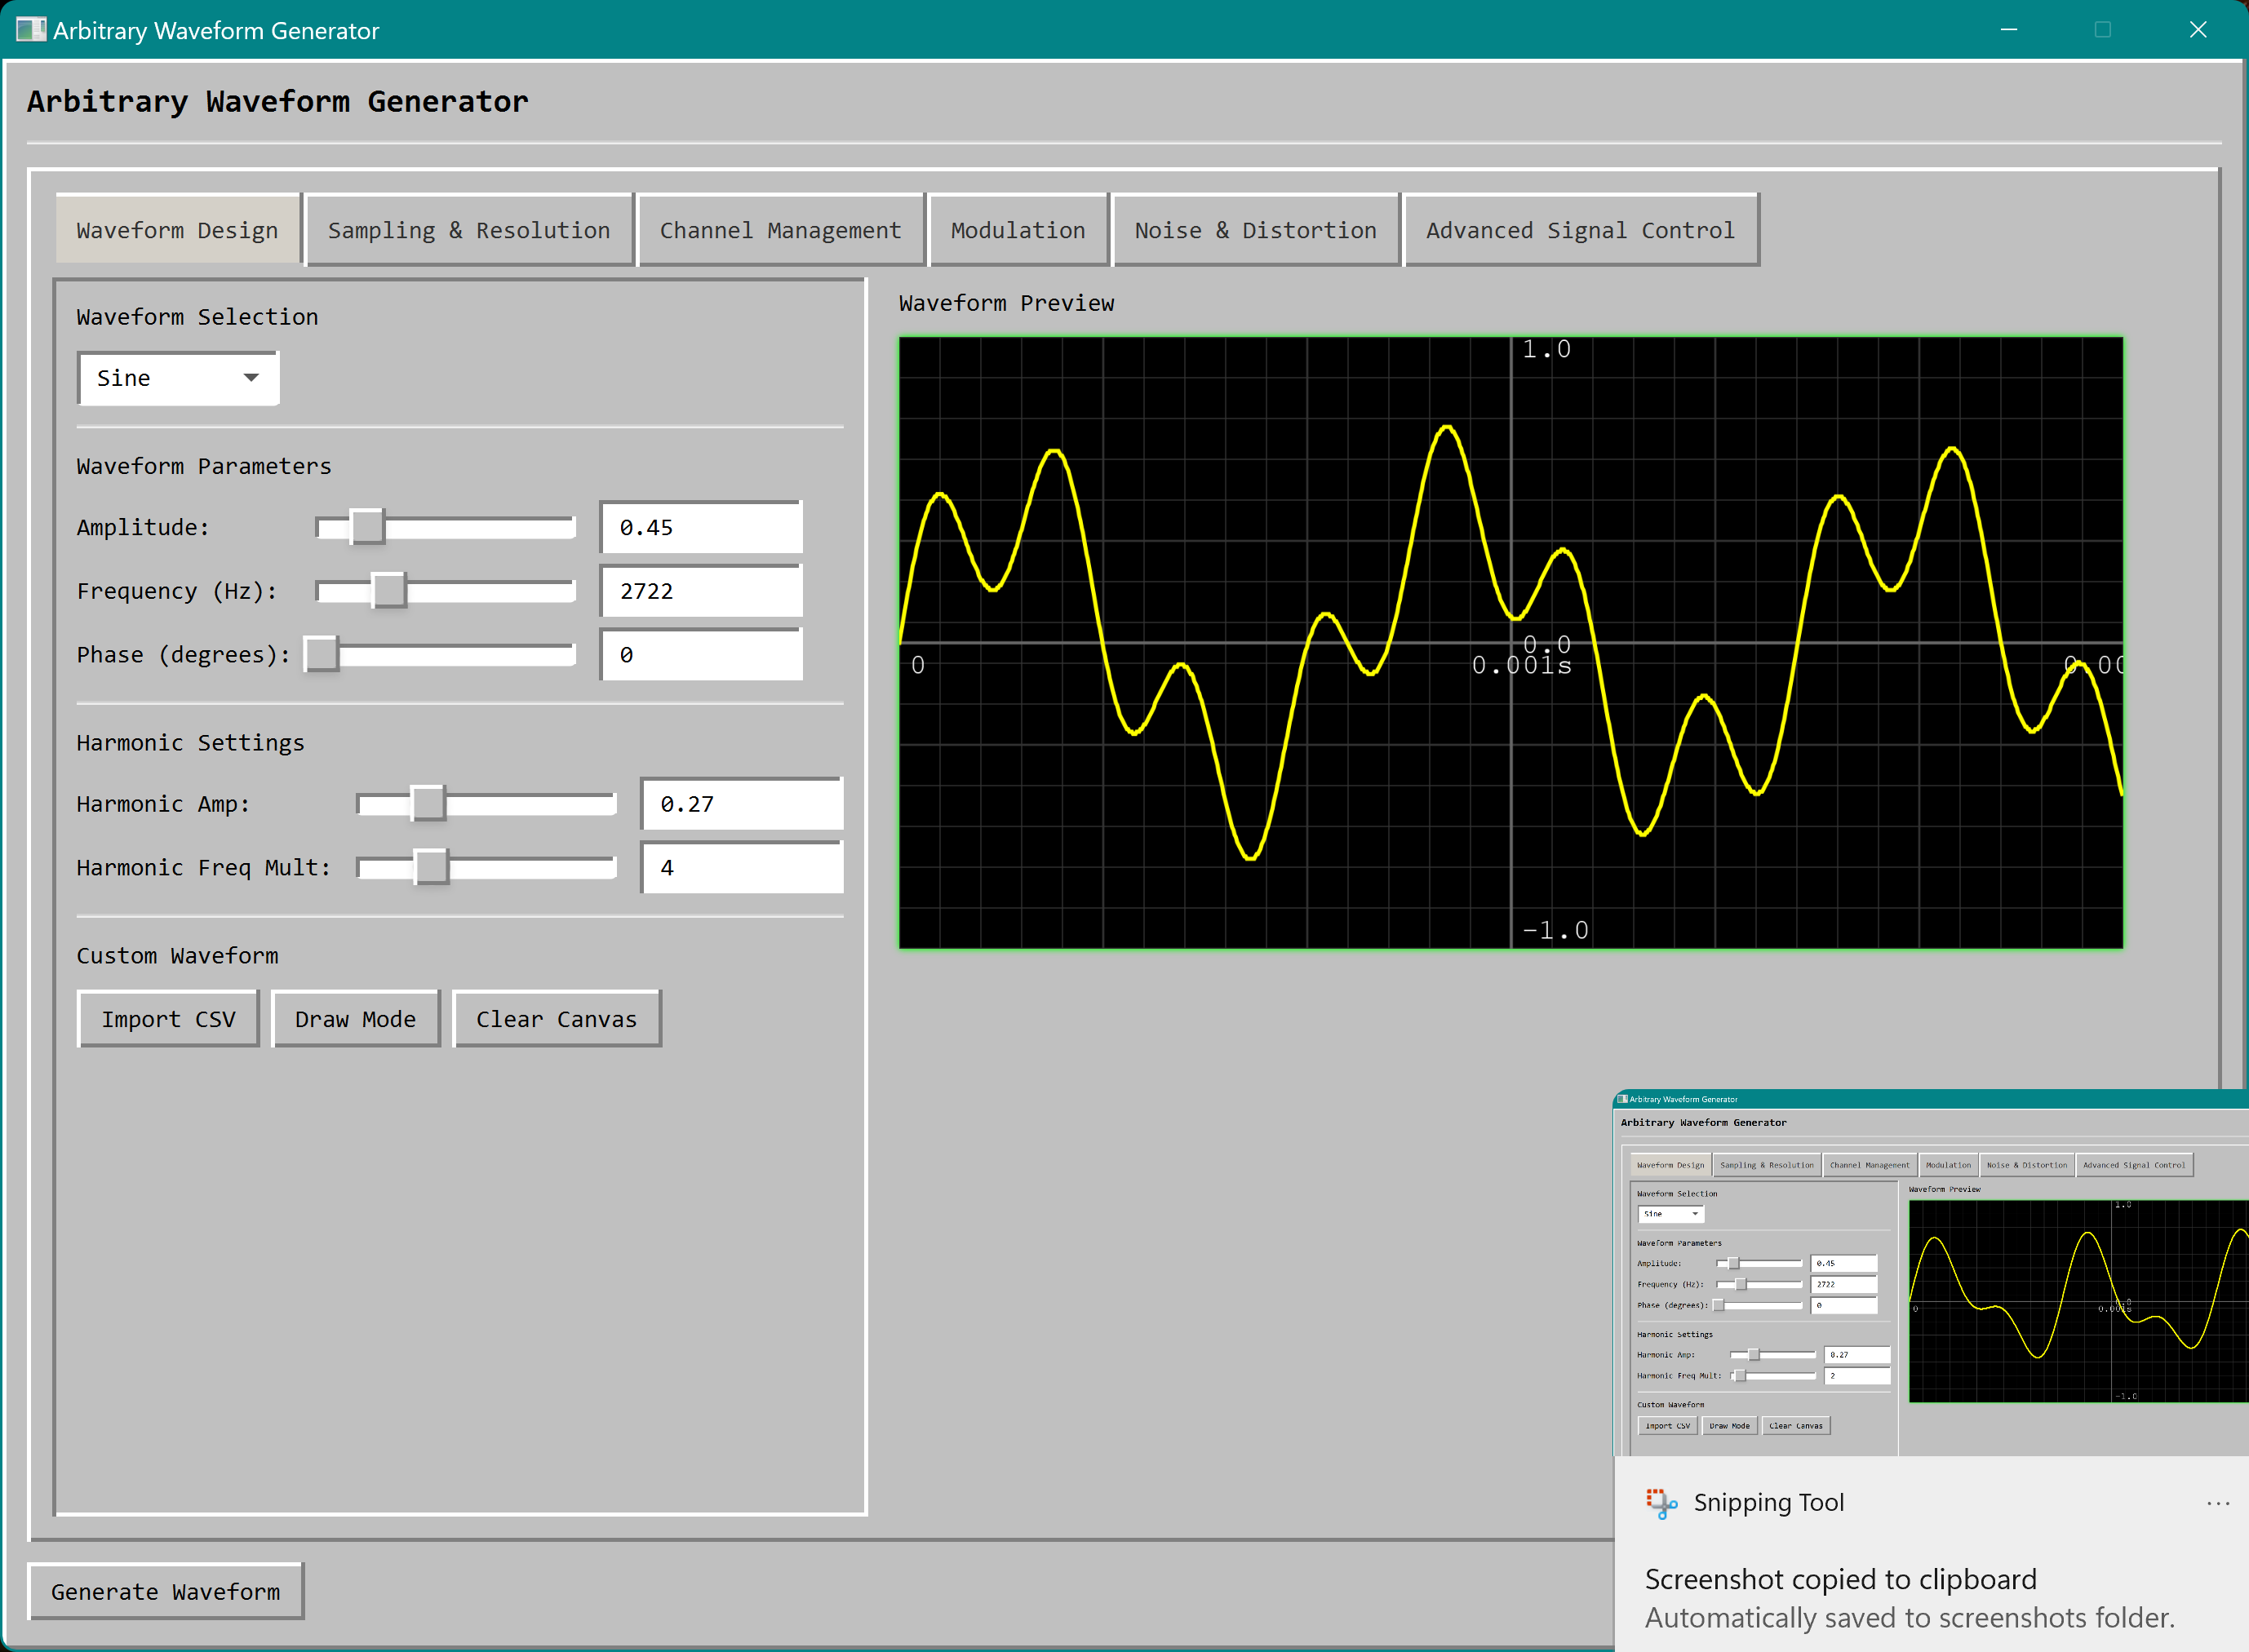 Arbitrary Waveform Generator
Arbitrary Waveform Generator
Waveform Design Sampling & Resolution Channel Management Modulation Noise & Distortion Advanced Signal Control
Waveform Selection
Sine
Waveform Parameters
Amplitude: 0.45
Frequency (Hz): 2722
Phase (degrees): 0
Harmonic Settings
Harmonic Amp: 0.27
Harmonic Freq Mult: 4
Custom Waveform
Import CSV Draw Mode Clear Canvas
Waveform Preview
1.0
0.0
0 0.001s 0.00
-1.0
Generate Waveform
Arbitrary Waveform Generator
Arbitrary Waveform Generator
Waveform Design Sampling & Resolution Channel Management Modulation Noise & Distortion Advanced Signal Control
Waveform Selection
Sine
Waveform Parameters
Amplitude: 0.45
Frequency (Hz): 2722
Phase (degrees): 0
Harmonic Settings
Harmonic Amp: 0.27
Harmonic Freq Mult: 2
Custom Waveform
Import CSV Draw Mode Clear Canvas
Waveform Preview
1.0
0.0
0 0.001s
-1.0
Snipping Tool
Screenshot copied to clipboard
Automatically saved to screenshots folder.